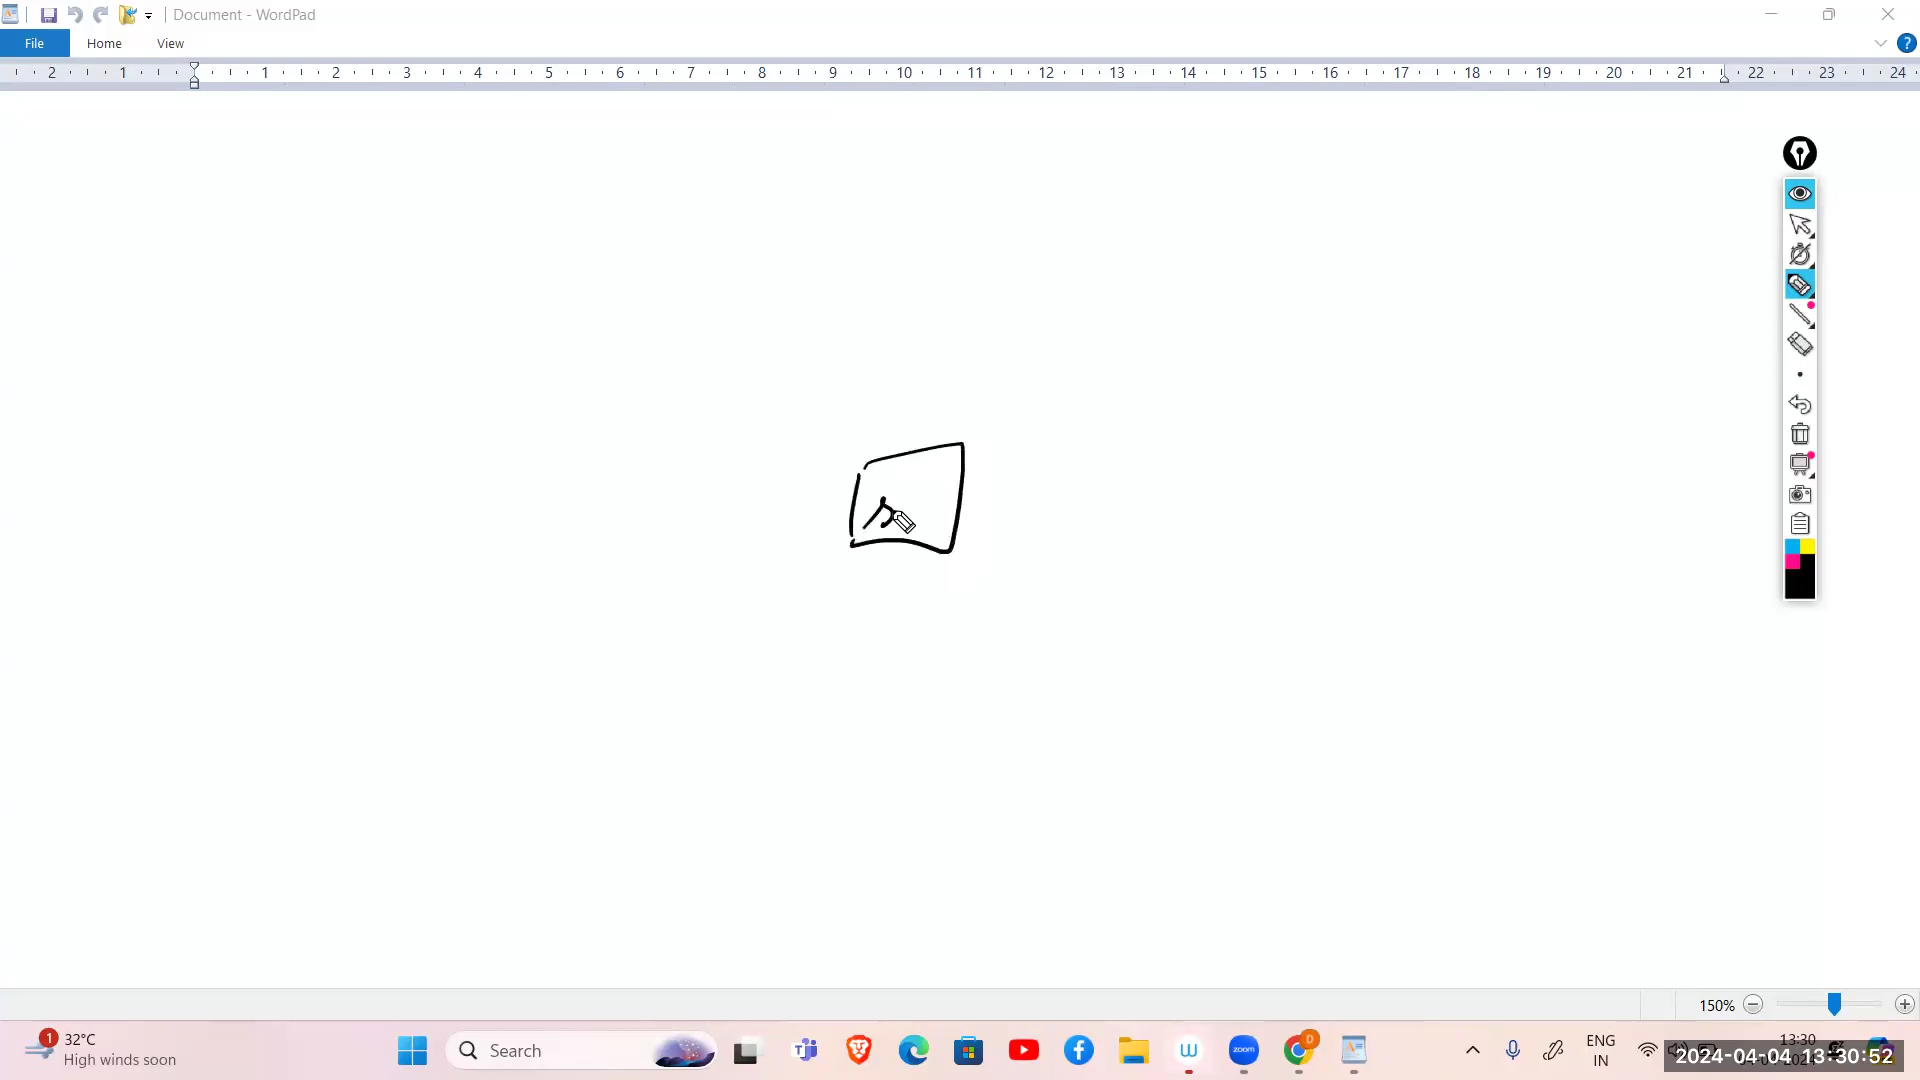 Document - WordPad
File Home View
2 1 1 2 3 4 5 6 7 8 9 10 11 12 13 14 15 16 17 18 19 20 21 22 23 24
150%
1 32°C
High winds soon
Search
zoom
D
ENG
IN
13:30
2024-04-04 13:30:52